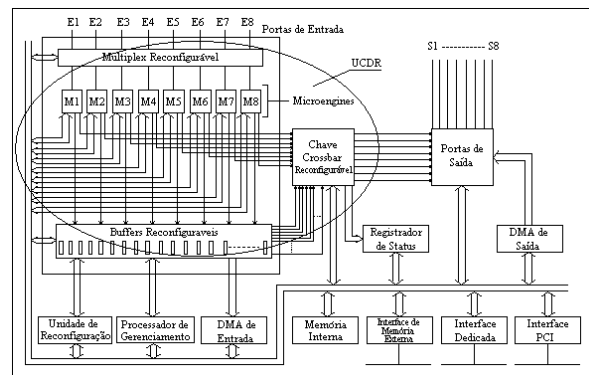 E1 E2 E3 E4 E5 E6 E7 E8
Portas de Entrada
S1 ---------- S8
Multiplex Reconfigurável
UCDR
M1 M2 M3 M4 M5 M6 M7 M8
Microengines
Chave
Crossbar
Reconfigurável
Portas de
Saída
Buffers Reconfiguraveis
Registrador
de Status
DMA de
Saída
Unidade de
Reconfiguração
Processador de
Gerenciamento
DMA de
Entrada
Memória
Interna
Interface de
Memória
Externa
Interface
Dedicada
Interface
PCI